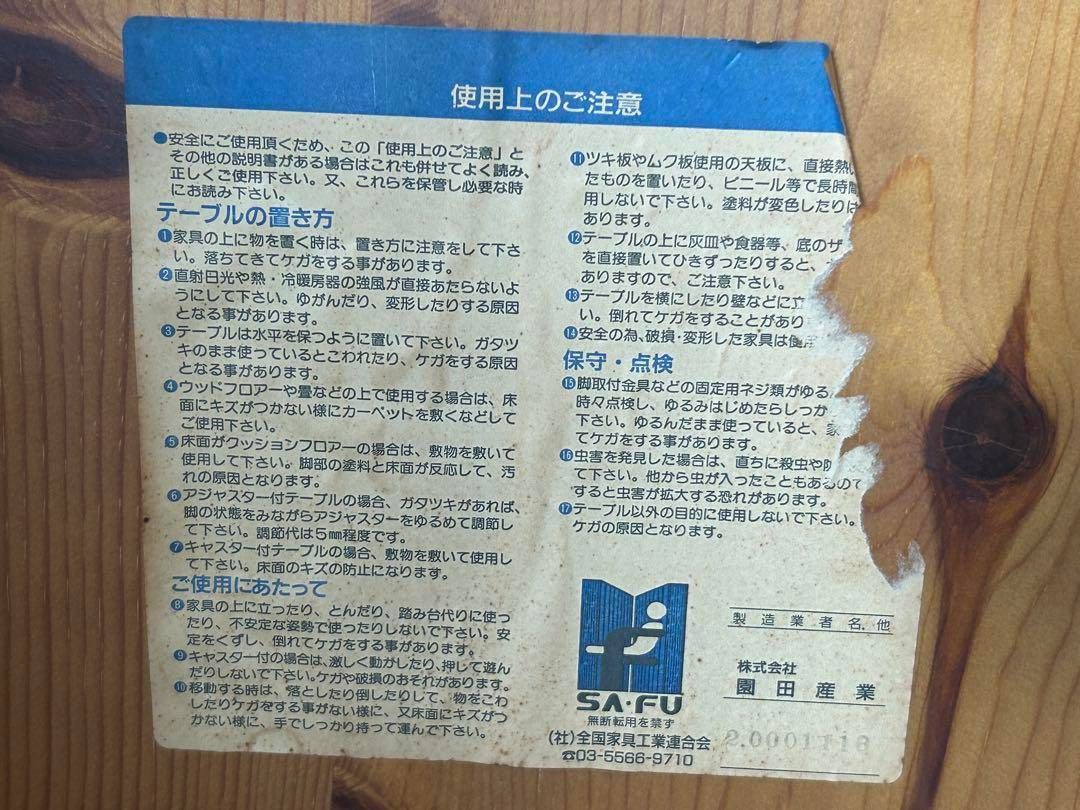 使用上のご注意
●安全にご使用頂くため、この「使用上のご注意」と
その他の説明書がある場合はこれも併せてよく読み、
正しくご使用下さい。又、これらを保管し必要な時
にお読み下さい。
テーブルの置き方
❶家具の上に物を置く時は、置き方に注意をして下さ
い。落ちてきてケガをする事があります。
❷直射日光や熱・冷暖房器の強風が直接あたらないよ
うにして下さい。ゆがんだり、変形したりする原因
となる事があります。
❸テーブルは水平を保つように置いて下さい。ガタツ
キのまま使っているとこわれたり、ケガをする原因
となる事があります。
❹ウッドフロアーや畳などの上で使用する場合は、床
面にキズがつかない様にカーペットを敷くなどして
ご使用下さい。
❺床面がクッションフロアーの場合は、敷物を敷いて
使用して下さい。脚部の塗料と床面が反応して、汚
れの原因となります。
❻アジャスター付テーブルの場合、ガタツキがあれば、
脚の状態をみながらアジャスターをゆるめて調節し
て下さい。調節代は5㎜程度です。
❼キャスター付テーブルの場合、敷物を敷いて使用し
て下さい。床面のキズの防止になります。
ご使用にあたって
❽家具の上に立ったり、とんだり、踏み台代りに使っ
たり、不安定な姿勢で使ったりしないで下さい。安
定をくずし、倒れてケガをする事があります。
❾キャスター付の場合は、激しく動かしたり、押して遊ん
だりしないで下さい。ケガや破損のおそれがあります。
❿移動する時は、落としたり倒したりして、物をこわ
したりケガをする事がない様に、又床面にキズがつ
かない様に、手でしっかり持って運んで下さい。
⓫ツキ板やムク板使用の天板に、直接熱い
たものを置いたり、ビニール等で長時間
用しないで下さい。塗料が変色したりは
あります。
⓬テーブルの上に灰皿や食器等、底のザ
を直接置いてひきずったりすると、
ありますので、ご注意下さい。
⓭テーブルを横にしたり壁などに立
い。倒れてケガをすることがあり
⓮安全の為、破損・変形した家具は使用
保守・点検
⓯脚取付金具などの固定用ネジ類がゆる
時々点検し、ゆるみはじめたらしっか
下さい。ゆるんだまま使っていると、家
てケガをする事があります。
⓰虫害を発見した場合は、直ちに殺虫や防
て下さい。他から虫が入ったこともあるので
すると虫害が拡大する恐れがあります。
⓱テーブル以外の目的に使用しないで下さい。
ケガの原因となります。
SA・FU
無断転用を禁ず
(社)全国家具工業連合会
☎03-5566-9710
製造業者名、他
株式会社
園田産業
2.0001118